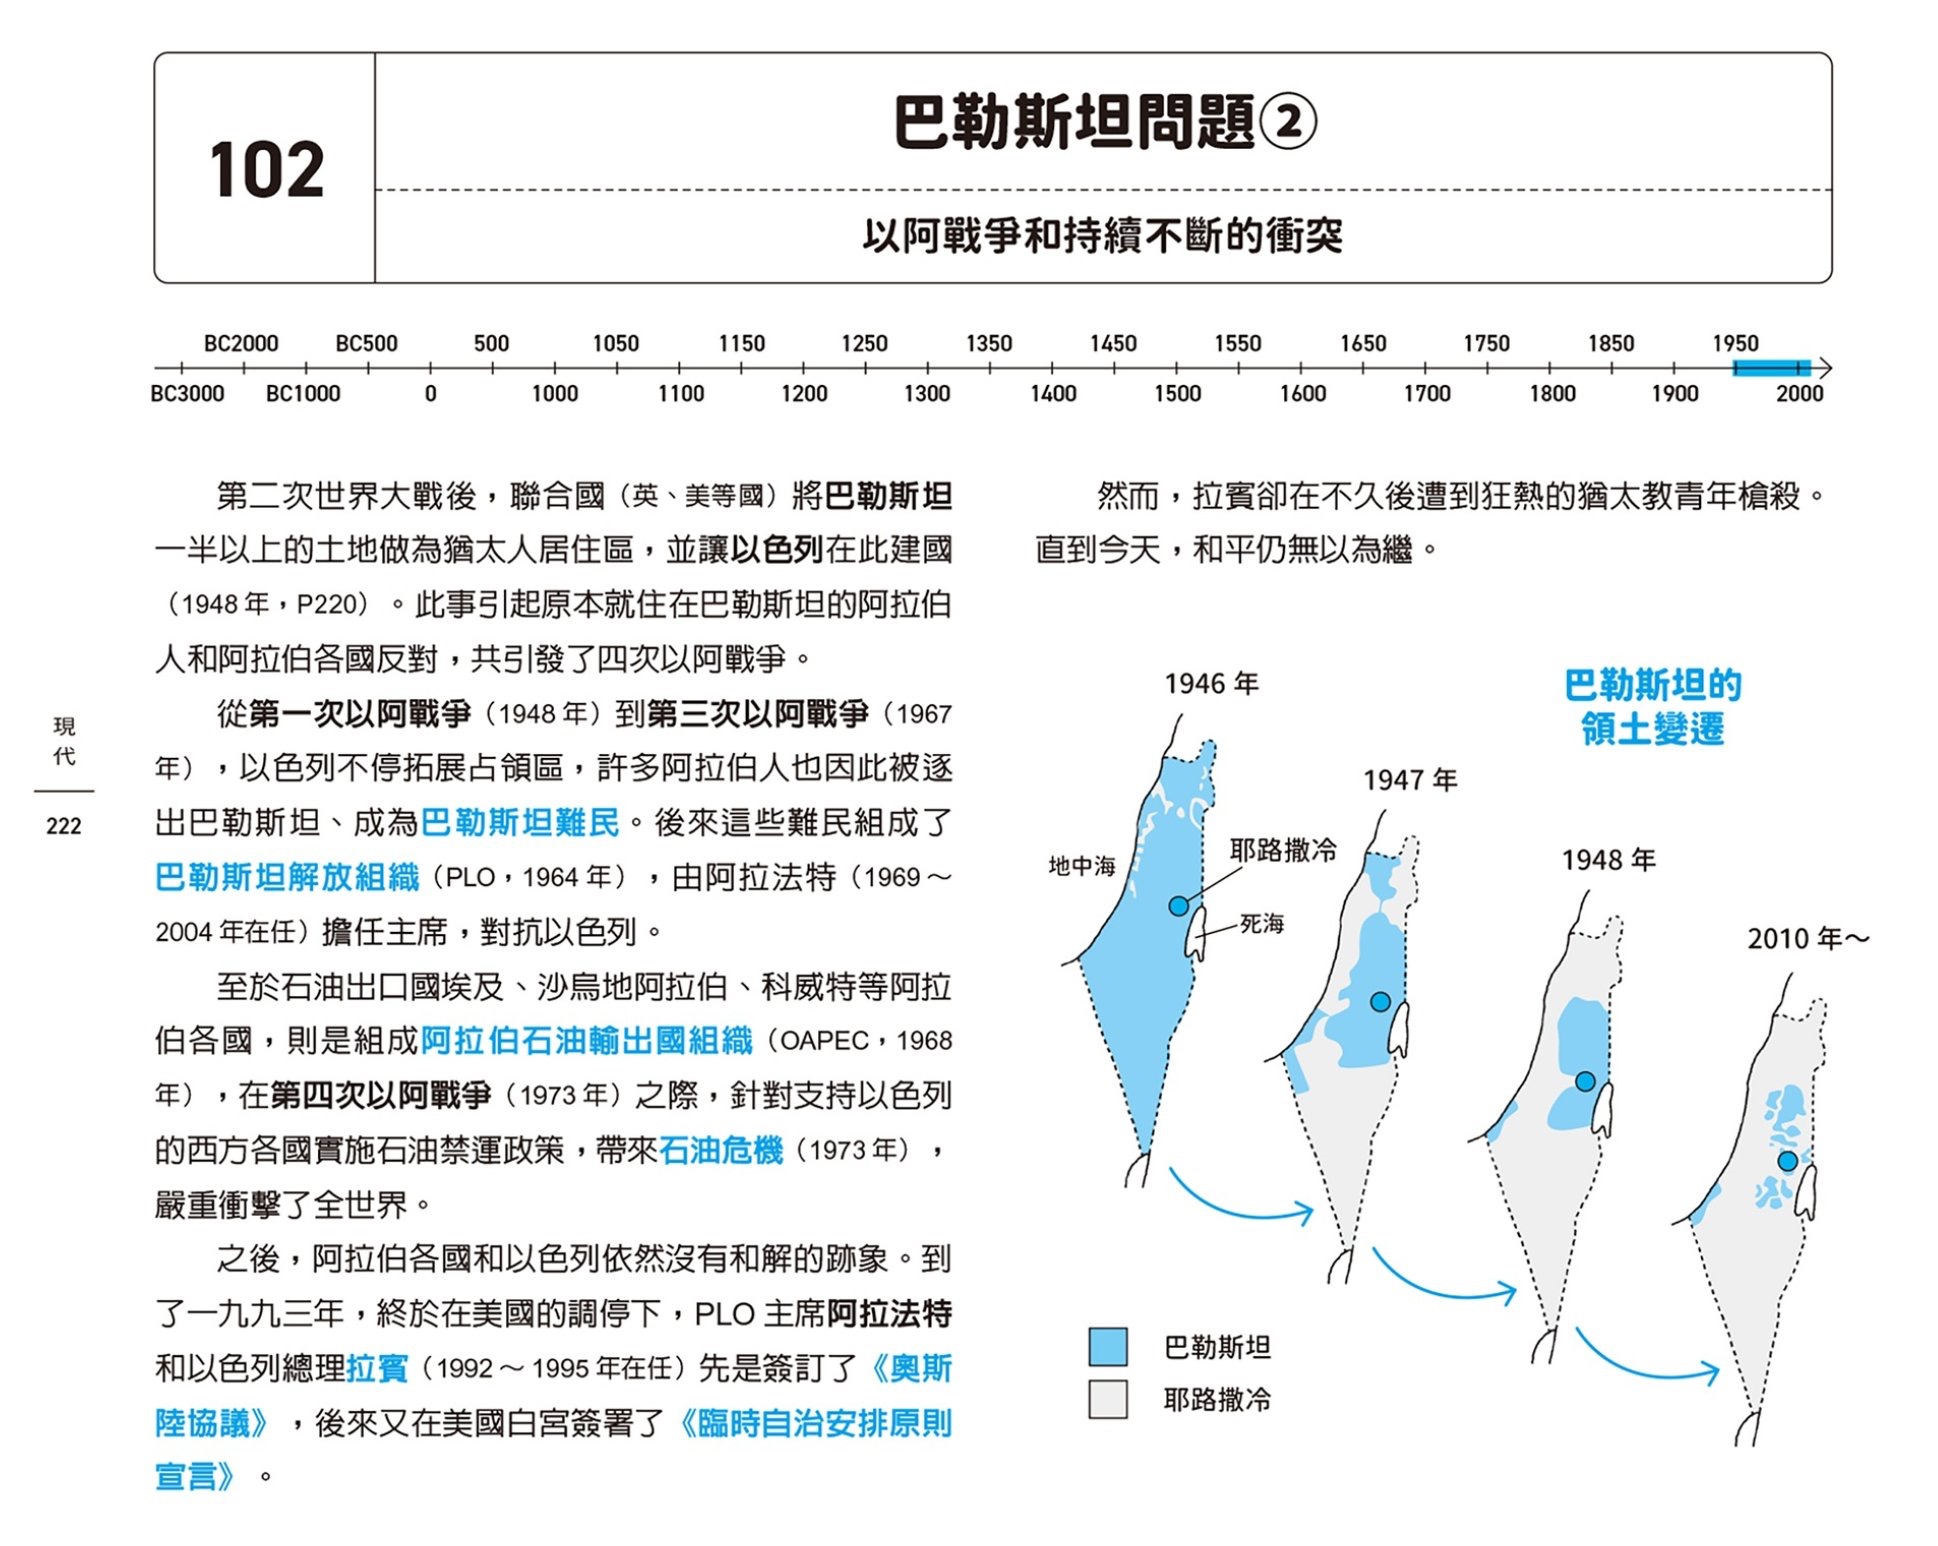 102
巴勒斯坦問題②
以阿戰爭和持續不斷的衝突
BC2000 BC500 500 1050 1150 1250 1350 1450 1550 1650 1750 1850 1950
BC3000 BC1000 0 1000 1100 1200 1300 1400 1500 1600 1700 1800 1900 2000
第二次世界大戰後，聯合國（英、美等國）將巴勒斯坦
一半以上的土地做為猶太人居住區，並讓以色列在此建國
（1948 年，P220）。此事引起原本就住在巴勒斯坦的阿拉伯
人和阿拉伯各國反對，共引發了四次以阿戰爭。
從第一次以阿戰爭（1948 年）到第三次以阿戰爭（1967
年），以色列不停拓展占領區，許多阿拉伯人也因此被逐
出巴勒斯坦、成為巴勒斯坦難民。後來這些難民組成了
巴勒斯坦解放組織（PLO，1964 年），由阿拉法特（1969～
2004 年在任）擔任主席，對抗以色列。
至於石油出口國埃及、沙烏地阿拉伯、科威特等阿拉
伯各國，則是組成阿拉伯石油輸出國組織（OAPEC，1968
年），在第四次以阿戰爭（1973 年）之際，針對支持以色列
的西方各國實施石油禁運政策，帶來石油危機（1973 年），
嚴重衝擊了全世界。
之後，阿拉伯各國和以色列依然沒有和解的跡象。到
了一九九三年，終於在美國的調停下，PLO 主席阿拉法特
和以色列總理拉賓（1992～1995 年在任）先是簽訂了《奧斯
陸協議》，後來又在美國白宮簽署了《臨時自治安排原則
宣言》。
然而，拉賓卻在不久後遭到狂熱的猶太教青年槍殺。
直到今天，和平仍無以為繼。
巴勒斯坦的
領土變遷
1946 年
1947 年
1948 年
2010 年～
地中海
耶路撒冷
死海
巴勒斯坦
耶路撒冷
現
代
222